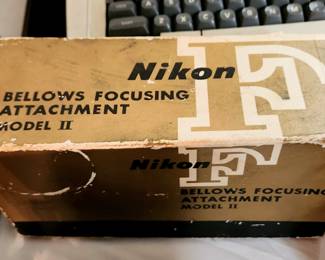 Nikon F
BELLOWS FOCUSING
ATTACHMENT
MODEL II
Nikon F
BELLOWS FOCUSING
ATTACHMENT
MODEL II